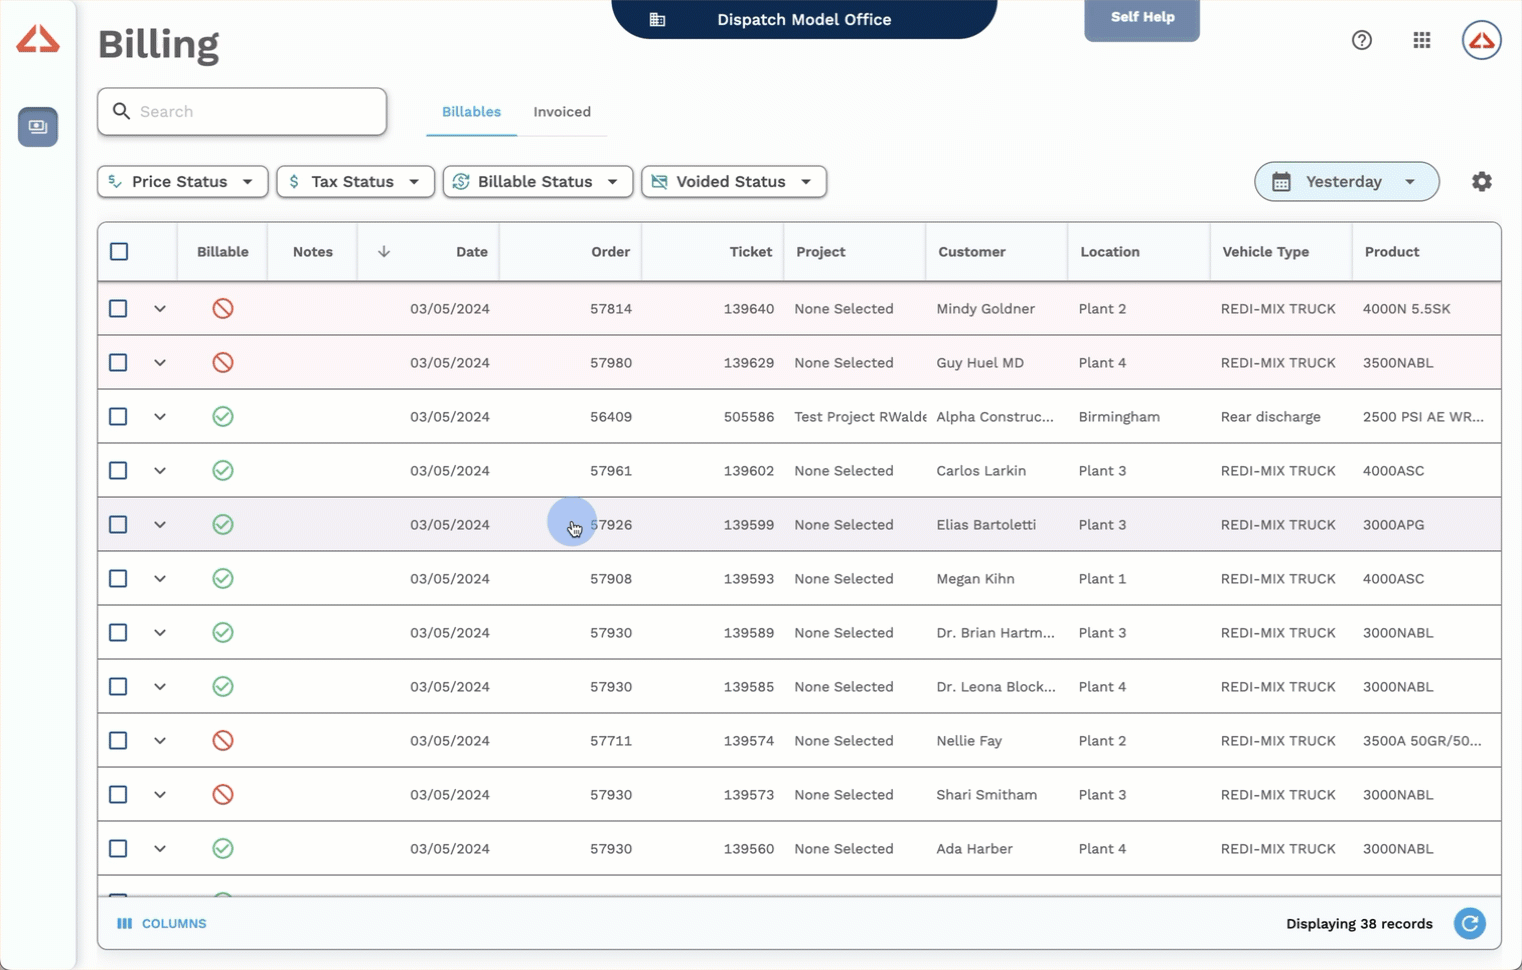 Dispatch Model Office
Self Help
Billing
Search
Billables Invoiced
Price Status Tax Status Billable Status Voided Status Yesterday
Billable Notes Date Order Ticket Project Customer Location Vehicle Type Product
03/05/2024 57814 139640 None Selected Mindy Goldner Plant 2 REDI-MIX TRUCK 4000N 5.5SK
03/05/2024 57980 139629 None Selected Guy Huel MD Plant 4 REDI-MIX TRUCK 3500NABL
03/05/2024 56409 505586 Test Project RWalde Alpha Construc... Birmingham Rear discharge 2500 PSI AE WR...
03/05/2024 57961 139602 None Selected Carlos Larkin Plant 3 REDI-MIX TRUCK 4000ASC
03/05/2024 57926 139599 None Selected Elias Bartoletti Plant 3 REDI-MIX TRUCK 3000APG
03/05/2024 57908 139593 None Selected Megan Kihn Plant 1 REDI-MIX TRUCK 4000ASC
03/05/2024 57930 139589 None Selected Dr. Brian Hartm... Plant 3 REDI-MIX TRUCK 3000NABL
03/05/2024 57930 139585 None Selected Dr. Leona Block... Plant 4 REDI-MIX TRUCK 3000NABL
03/05/2024 57711 139574 None Selected Nellie Fay Plant 2 REDI-MIX TRUCK 3500A 50GR/50...
03/05/2024 57930 139573 None Selected Shari Smitham Plant 3 REDI-MIX TRUCK 3000NABL
03/05/2024 57930 139560 None Selected Ada Harber Plant 4 REDI-MIX TRUCK 3000NABL
COLUMNS Displaying 38 records